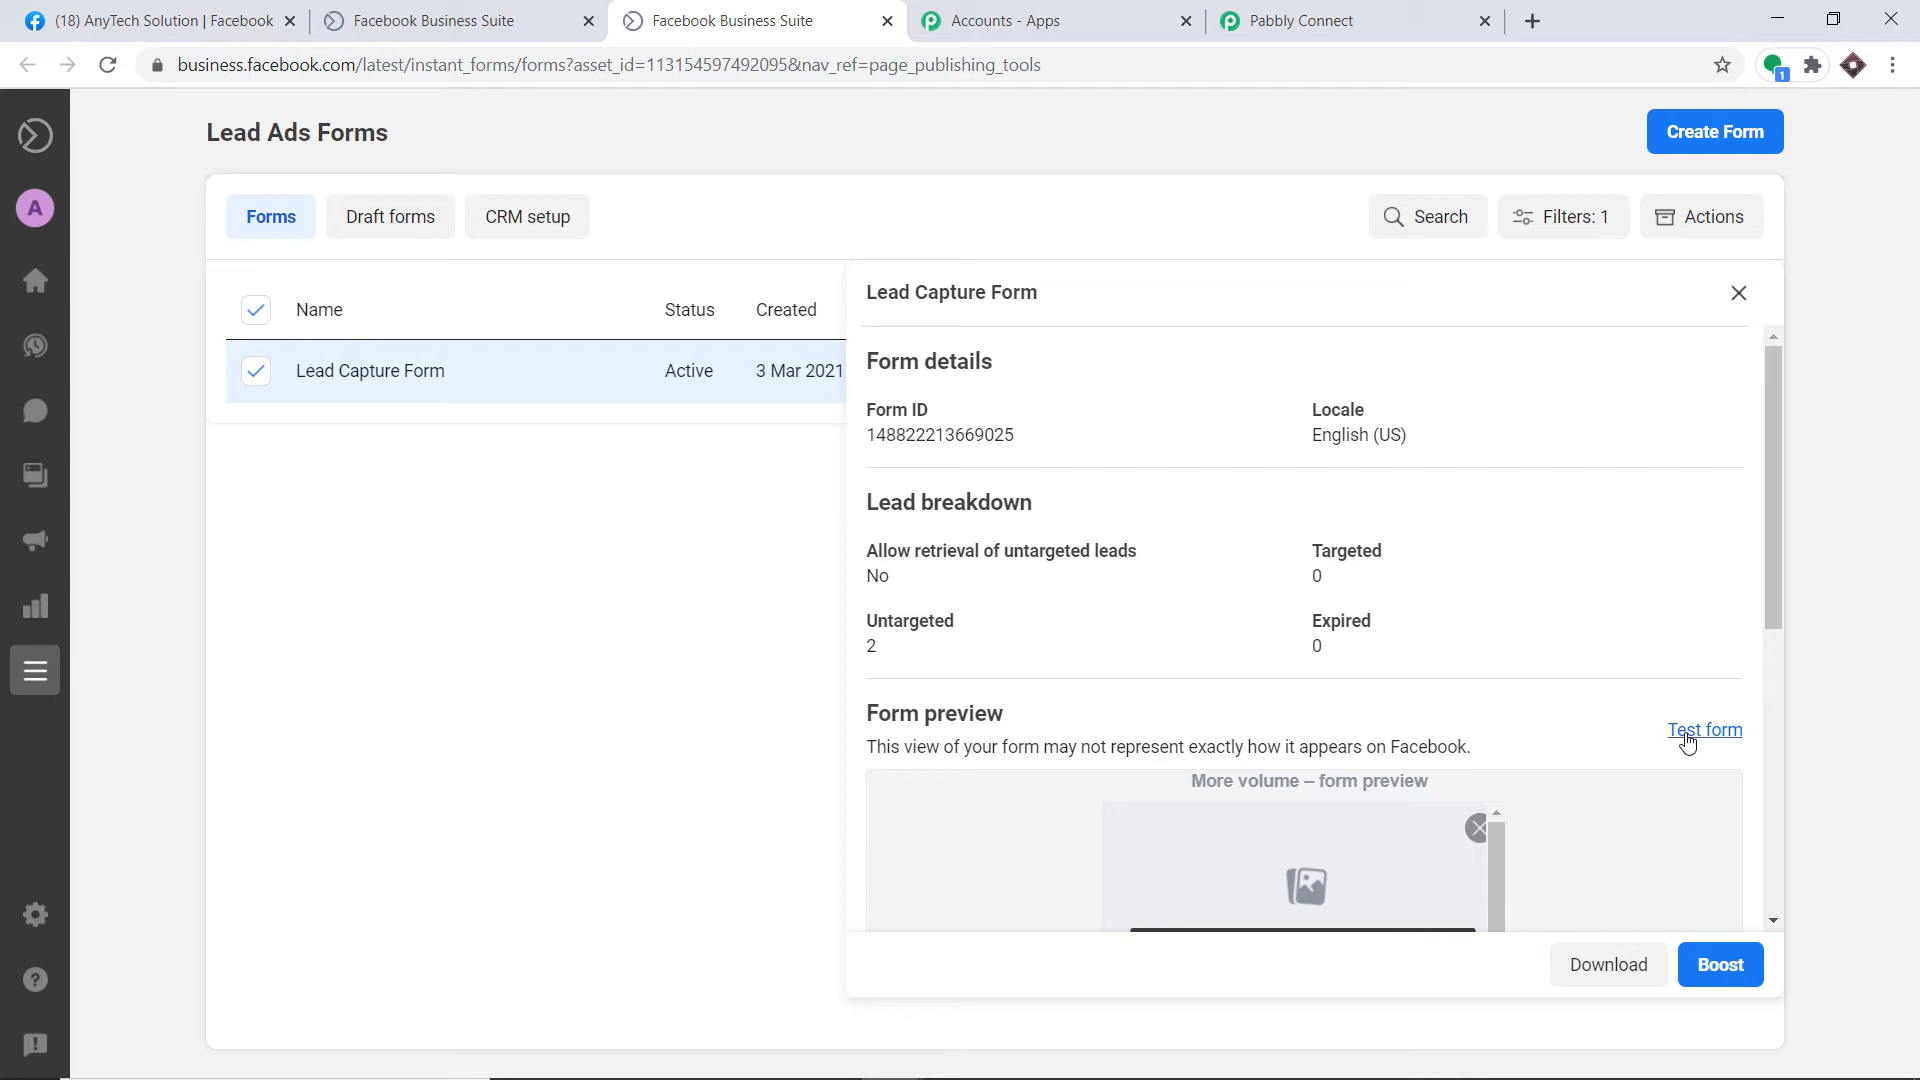 (18) AnyTech Solution | Facebook
Facebook Business Suite
Facebook Business Suite
Accounts - Apps
Pabbly Connect
business.facebook.com/latest/instant_forms/forms?asset_id=113154597492095&nav_ref=page_publishing_tools
1
Lead Ads Forms
Create Form
A
Forms
Draft forms
CRM setup
Search
Filters: 1
Actions
Name
Status
Created
Lead Capture Form
Active
3 Mar 2021
Lead Capture Form
Form details
Form ID
Locale
148822213669025
English (US)
Lead breakdown
Allow retrieval of untargeted leads
Targeted
No
0
Untargeted
Expired
2
0
Form preview
Test form
This view of your form may not represent exactly how it appears on Facebook.
More volume – form preview
Download
Boost